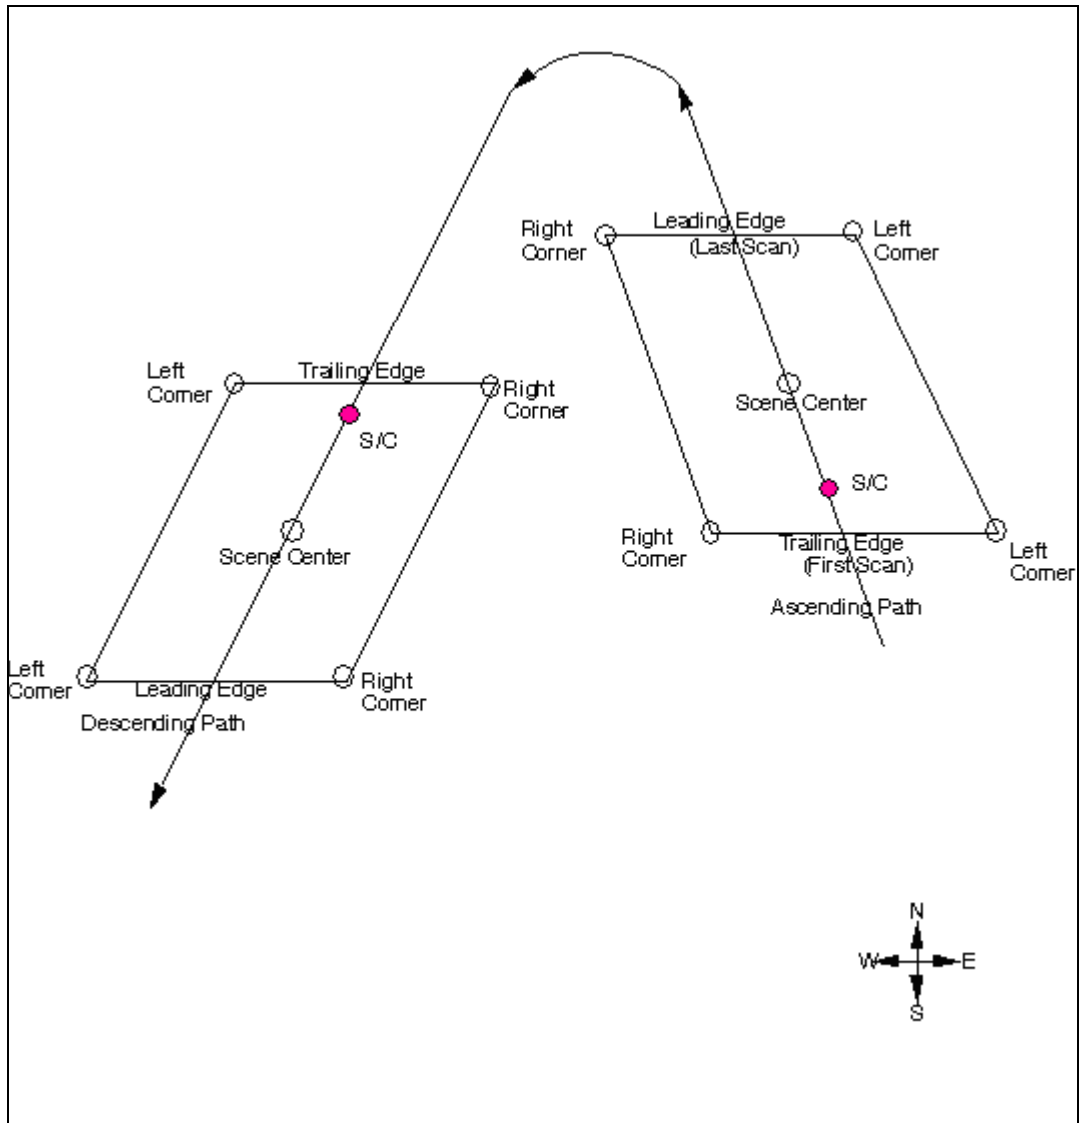 Right
Corner
Leading Edge
(Last Scan)
Left
Corner
Left
Corner
Trailing Edge
Right
Corner
S/C
Scene Center
Scene Center
S/C
Right
Corner
Trailing Edge
(First Scan)
Left
Corner
Ascending Path
Left
Corner
Leading Edge
Right
Corner
Descending Path
N
W
E
S